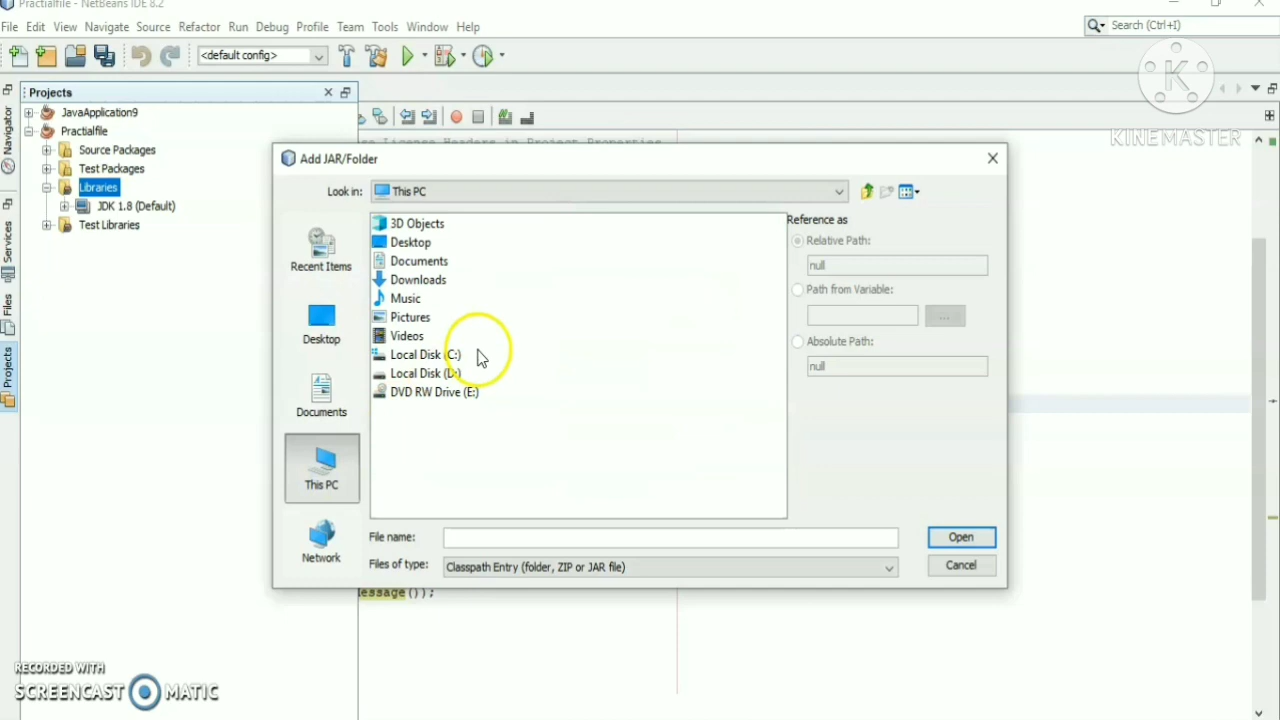 Practialfile - NetBeans IDE 8.2
File Edit View Navigate Source Refactor Run Debug Profile Team Tools Window Help
Search (Ctrl+I)
<default config>
K
KINEMASTER
Projects
JavaApplication9
Practialfile
Source Packages
Test Packages
Libraries
JDK 1.8 (Default)
Test Libraries
Navigator
Services
Files
Projects
License Headers in Project Properties
Add JAR/Folder
Look in:
This PC
Recent Items
Desktop
Documents
This PC
Network
3D Objects
Desktop
Documents
Downloads
Music
Pictures
Videos
Local Disk (C:)
Local Disk (D:)
DVD RW Drive (E:)
Reference as
Relative Path:
null
Path from Variable:
...
Absolute Path:
null
File name:
Open
Files of type:
Classpath Entry (folder, ZIP or JAR file)
Cancel
essage());
RECORDED WITH
SCREENCAST MATIC